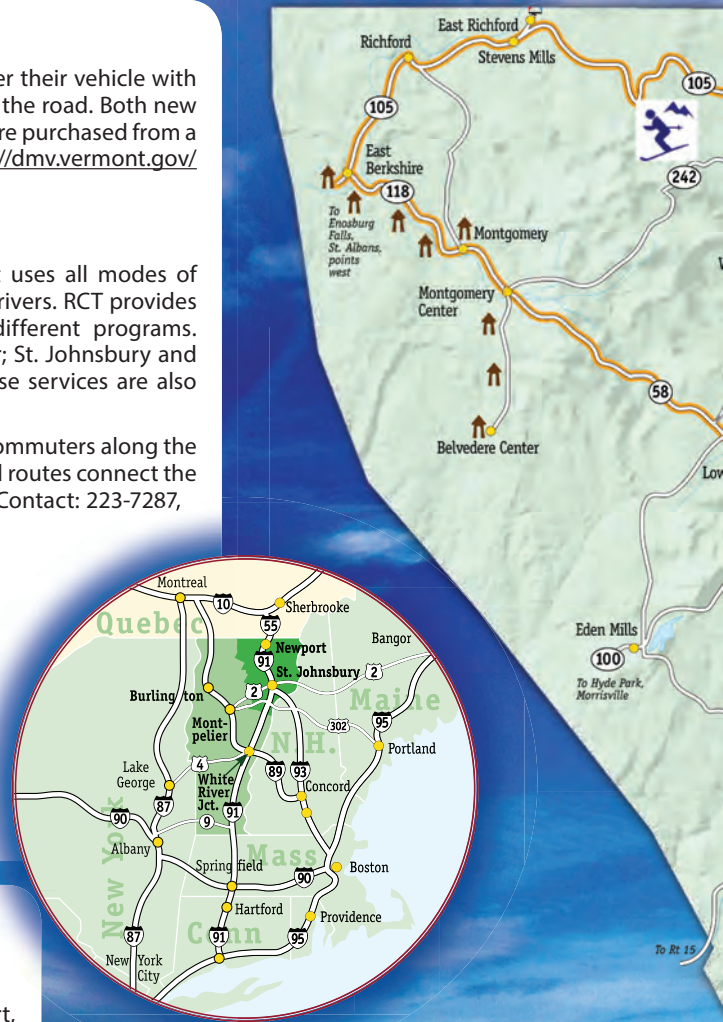 er their vehicle with
the road. Both new
re purchased from a
//dmv.vermont.gov/
uses all modes of
rivers. RCT provides
different programs.
; St. Johnsbury and
se services are also
ommuters along the
l routes connect the
Contact: 223-7287,
East Richford
Richford
Stevens Mills
105
105
East
Berkshire
118
242
To
Enosburg
Falls,
St. Albans,
points
west
Montgomery
Montgomery
Center
58
Belvedere Center
Low
Eden Mills
100
To Hyde Park,
Morrisville
To Rt 15
Montreal
10
Sherbrooke
Quebec
55
Newport
Bangor
91
St. Johnsbury
2
2
Burlington
Maine
Mont-
pelier
302
95
N.H.
Portland
4
Lake
George
White
River
Jct.
89
93
Concord
87
91
90
9
Albany
Mass
Springfield
90
Boston
New York
Hartford
Providence
Conn
87
91
95
New York
City
rt,